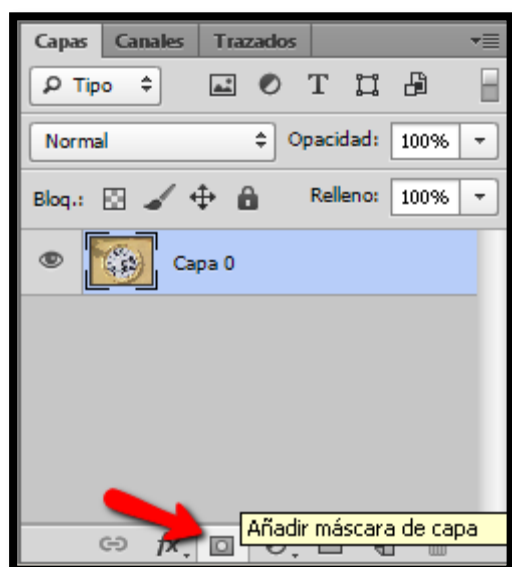 Capas Canales Trazados
Tipo T
Normal Opacidad: 100%
Bloq.: Relleno: 100%
Capa 0
Añadir máscara de capa
fx